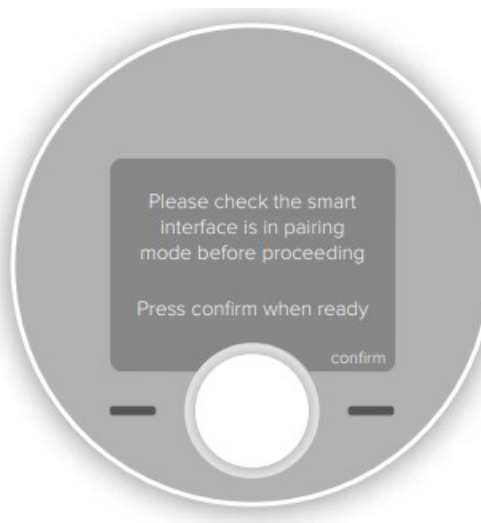 Please check the smart
interface is in pairing
mode before proceeding
Press confirm when ready
confirm